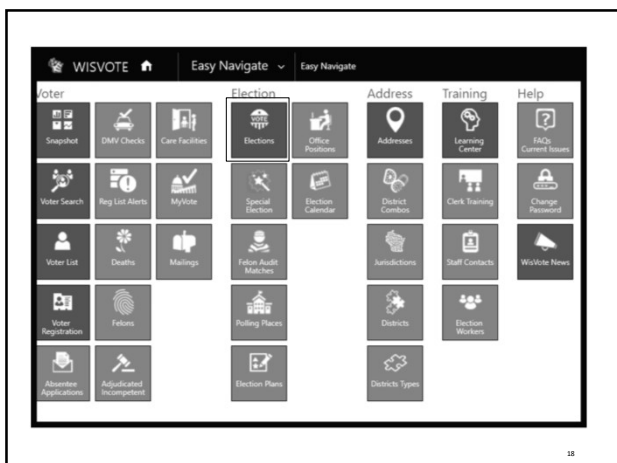 WISVOTE Easy Navigate Easy Navigate
Voter Election Address Training Help
Snapshot DMV Checks Care Facilities VOTE Elections Office Positions Addresses Learning Center FAQs Current Issues
Voter Search Reg List Alerts MyVote Special Election Election Calendar District Combos Clerk Training Change Password
Voter List Deaths Mailings Felon Audit Matches Jurisdictions Staff Contacts WisVote News
Voter Registration Felons Polling Places Districts Election Workers
Absentee Applications Adjudicated Incompetent Election Plans Districts Types
18